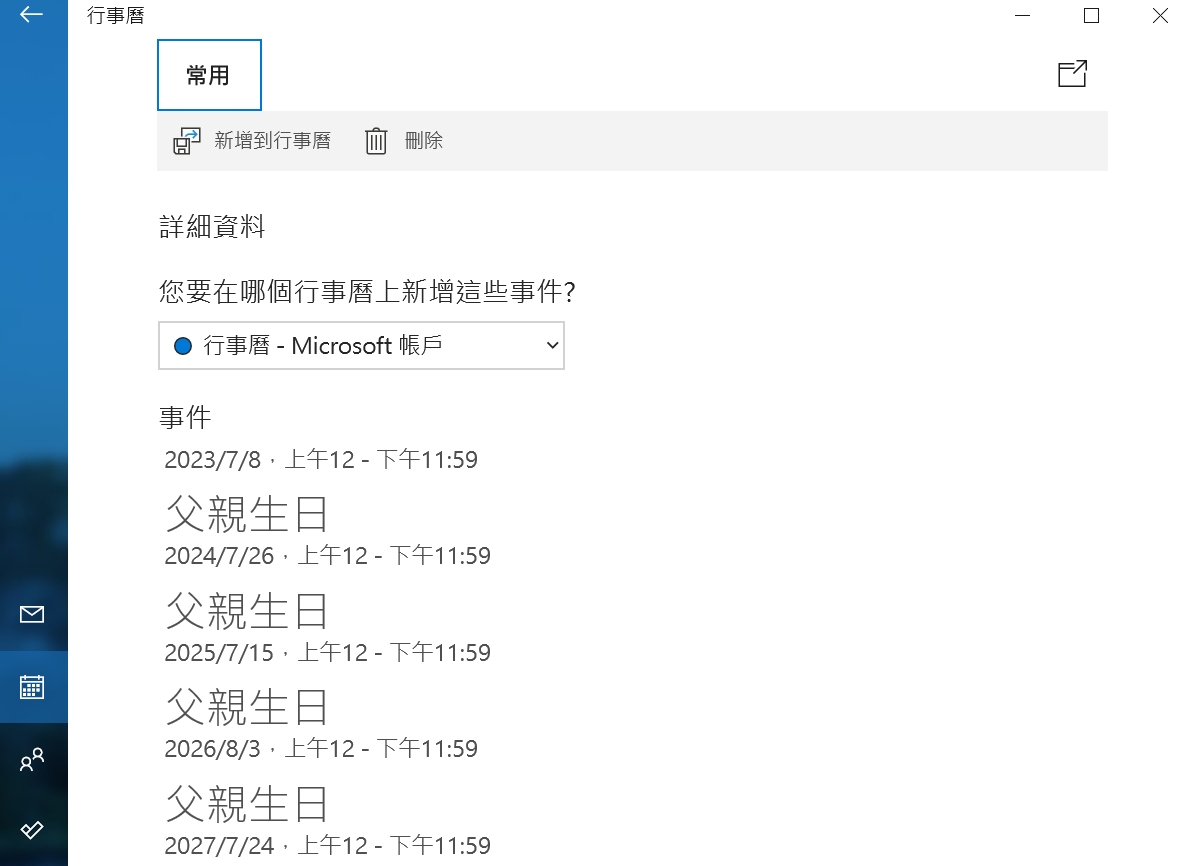 行事曆
常用
新增到行事曆 刪除
詳細資料
您要在哪個行事曆上新增這些事件?
行事曆 - Microsoft 帳戶
事件
2023/7/8，上午12 - 下午11:59
父親生日
2024/7/26，上午12 - 下午11:59
父親生日
2025/7/15，上午12 - 下午11:59
父親生日
2026/8/3，上午12 - 下午11:59
父親生日
2027/7/24，上午12 - 下午11:59